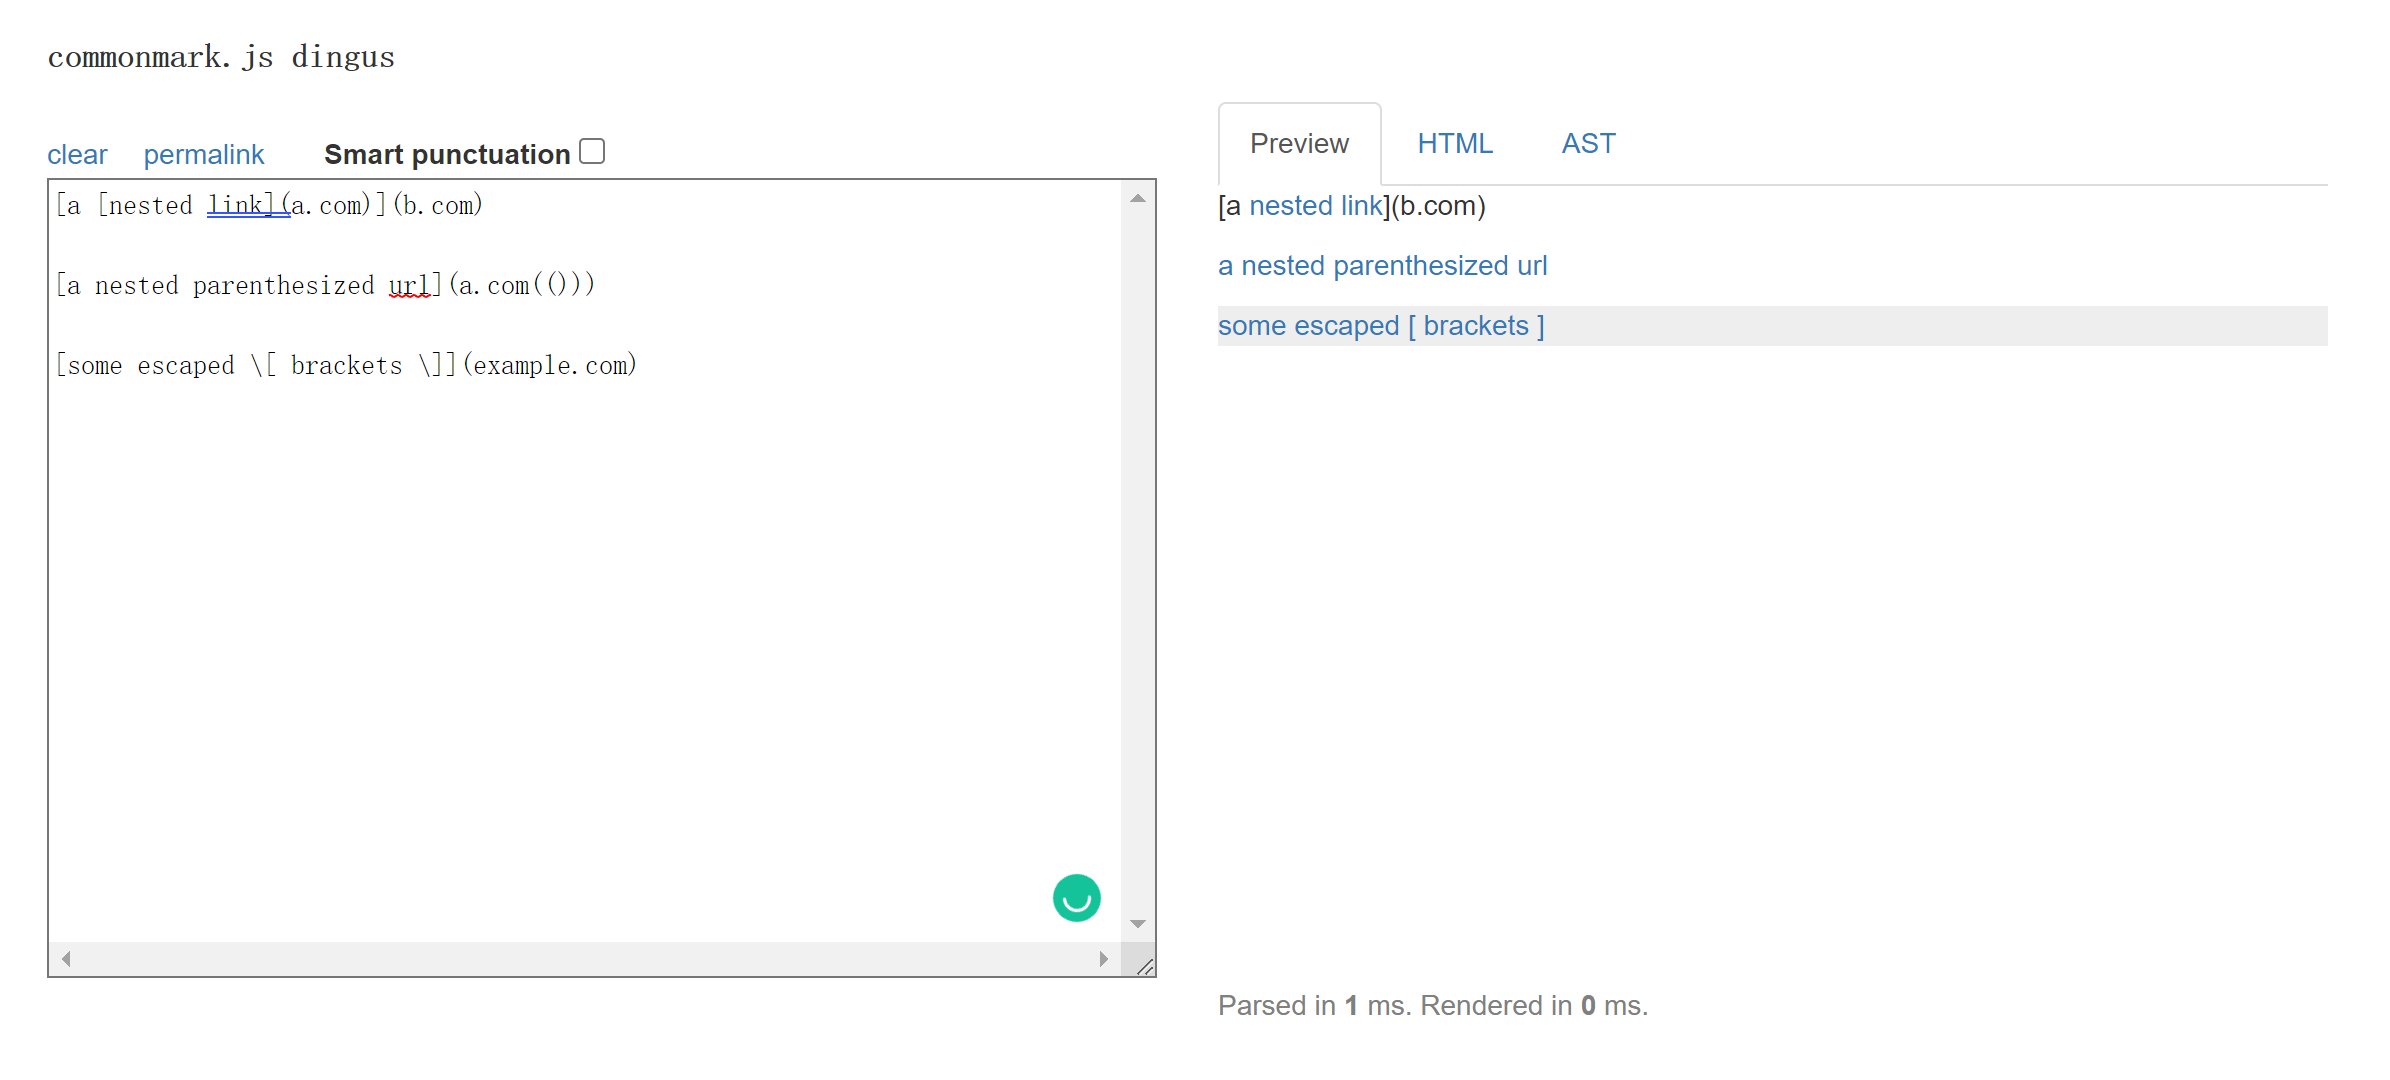 commonmark.js dingus
clear permalink Smart punctuation
[a [nested link](a.com)](b.com)
[a nested parenthesized url](a.com(()))
[some escaped \[ brackets \]](example.com)
Preview HTML AST
[a nested link](b.com)
a nested parenthesized url
some escaped [ brackets ]
Parsed in 1 ms. Rendered in 0 ms.